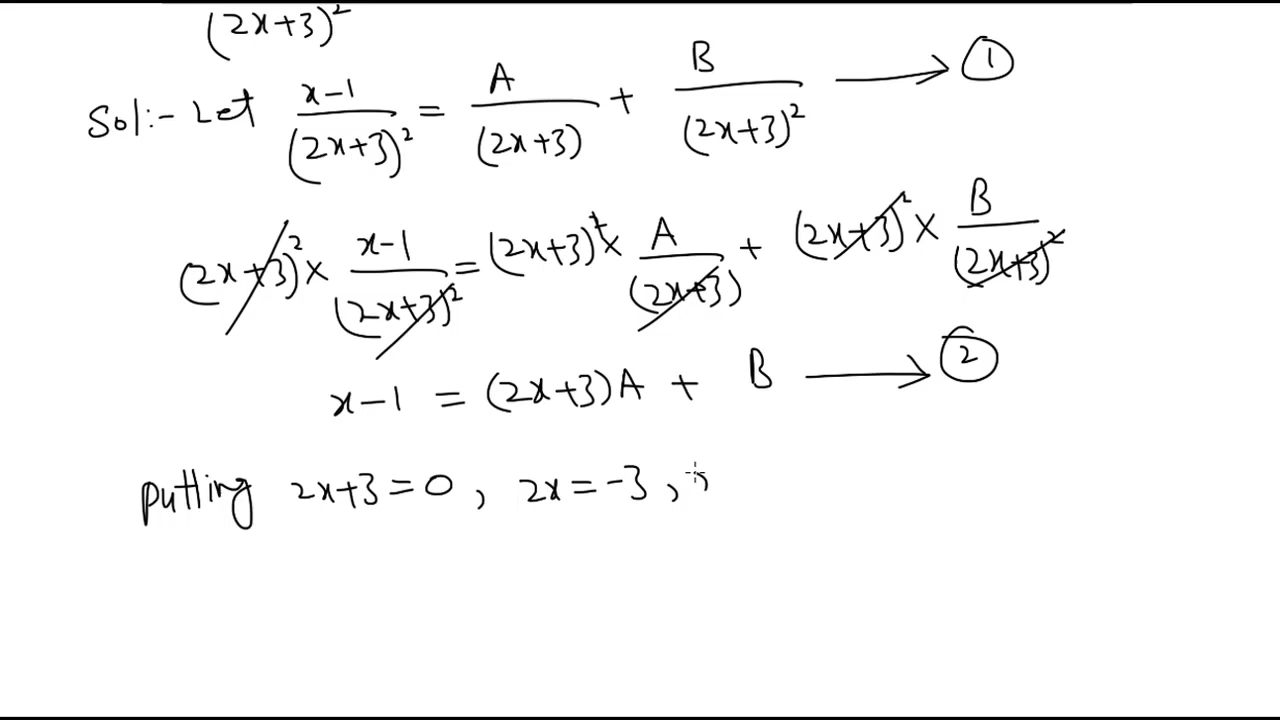 (2x+3)²
Sol:- Let x-1/(2x+3)² = A/(2x+3) + B/(2x+3)² ⟶ ①
(2x+3)² × x-1/(2x+3)² = (2x+3)² × A/(2x+3) + (2x+3)² × B/(2x+3)²
x-1 = (2x+3)A + B ⟶ ②
putting 2x+3=0, 2x=-3,